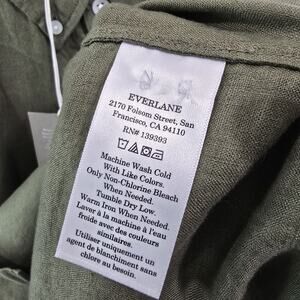 EVERLANE
2170 Folsom Street, San
Francisco, CA 94110
RN# 139393
Machine Wash Cold
With Like Colors.
Only Non-Chlorine Bleach
When Needed.
Tumble Dry Low.
Warm Iron When Needed.
Laver à la machine à l'eau
froide avec des couleurs
similaires.
Utiliser uniquement un
agent de blanchiment sans
chlore au besoin.